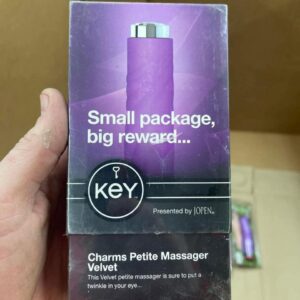 Small package,
big reward...
KEY
Presented by JOPEN
Charms Petite Massager
Velvet
This Velvet petite massager is sure to put a
twinkle in your eye...